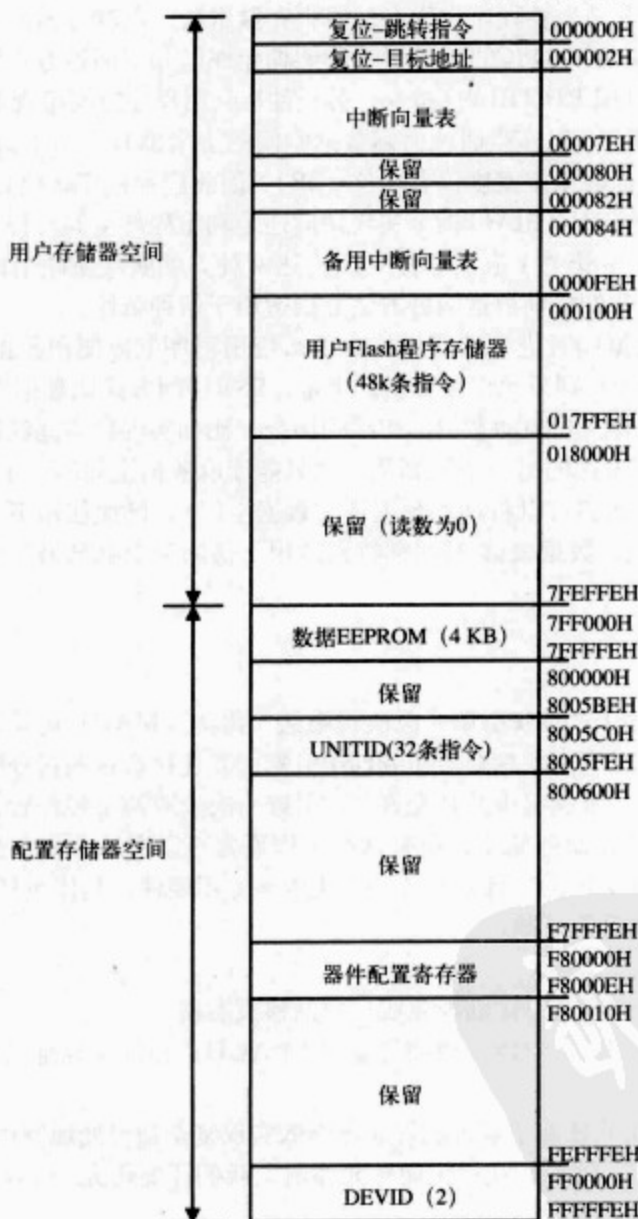 复位–跳转指令
000000H
复位–目标地址
000002H
中断向量表
00007EH
保留
000080H
保留
000082H
000084H
用户存储器空间
备用中断向量表
0000FEH
000100H
用户Flash程序存储器
（48k条指令）
017FFEH
018000H
保留（读数为0）
7FEFFEH
7FF000H
数据EEPROM（4 KB）
7FFFFEH
800000H
保留
8005BEH
8005C0H
UNITID(32条指令)
8005FEH
800600H
配置存储器空间
保留
F7FFFEH
F80000H
器件配置寄存器
F8000EH
F80010H
保留
FEFFFEH
FF0000H
DEVID（2）
FFFFFEH